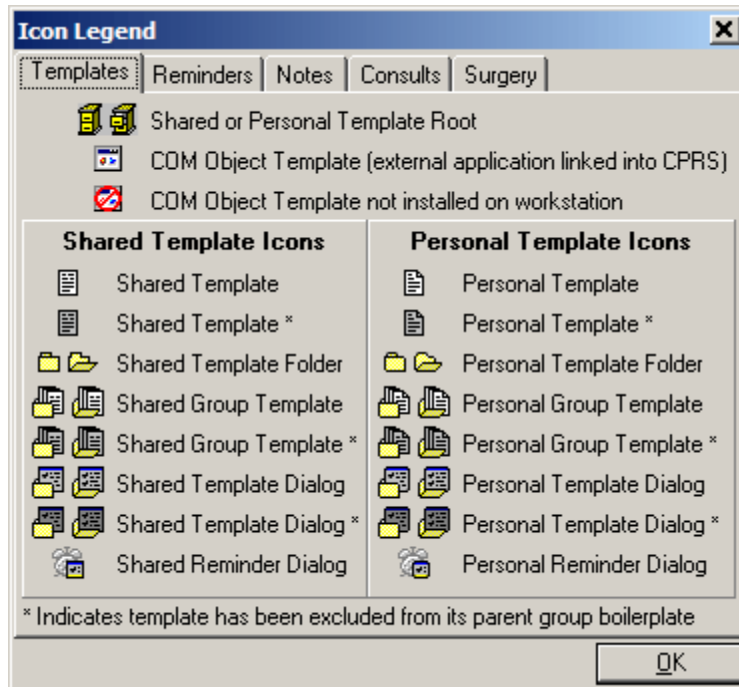 Icon Legend
Templates Reminders Notes Consults Surgery
Shared or Personal Template Root
COM Object Template (external application linked into CPRS)
COM Object Template not installed on workstation
Shared Template Icons
Shared Template
Shared Template *
Shared Template Folder
Shared Group Template
Shared Group Template *
Shared Template Dialog
Shared Template Dialog *
Shared Reminder Dialog
Personal Template Icons
Personal Template
Personal Template *
Personal Template Folder
Personal Group Template
Personal Group Template *
Personal Template Dialog
Personal Template Dialog *
Personal Reminder Dialog
* Indicates template has been excluded from its parent group boilerplate
OK